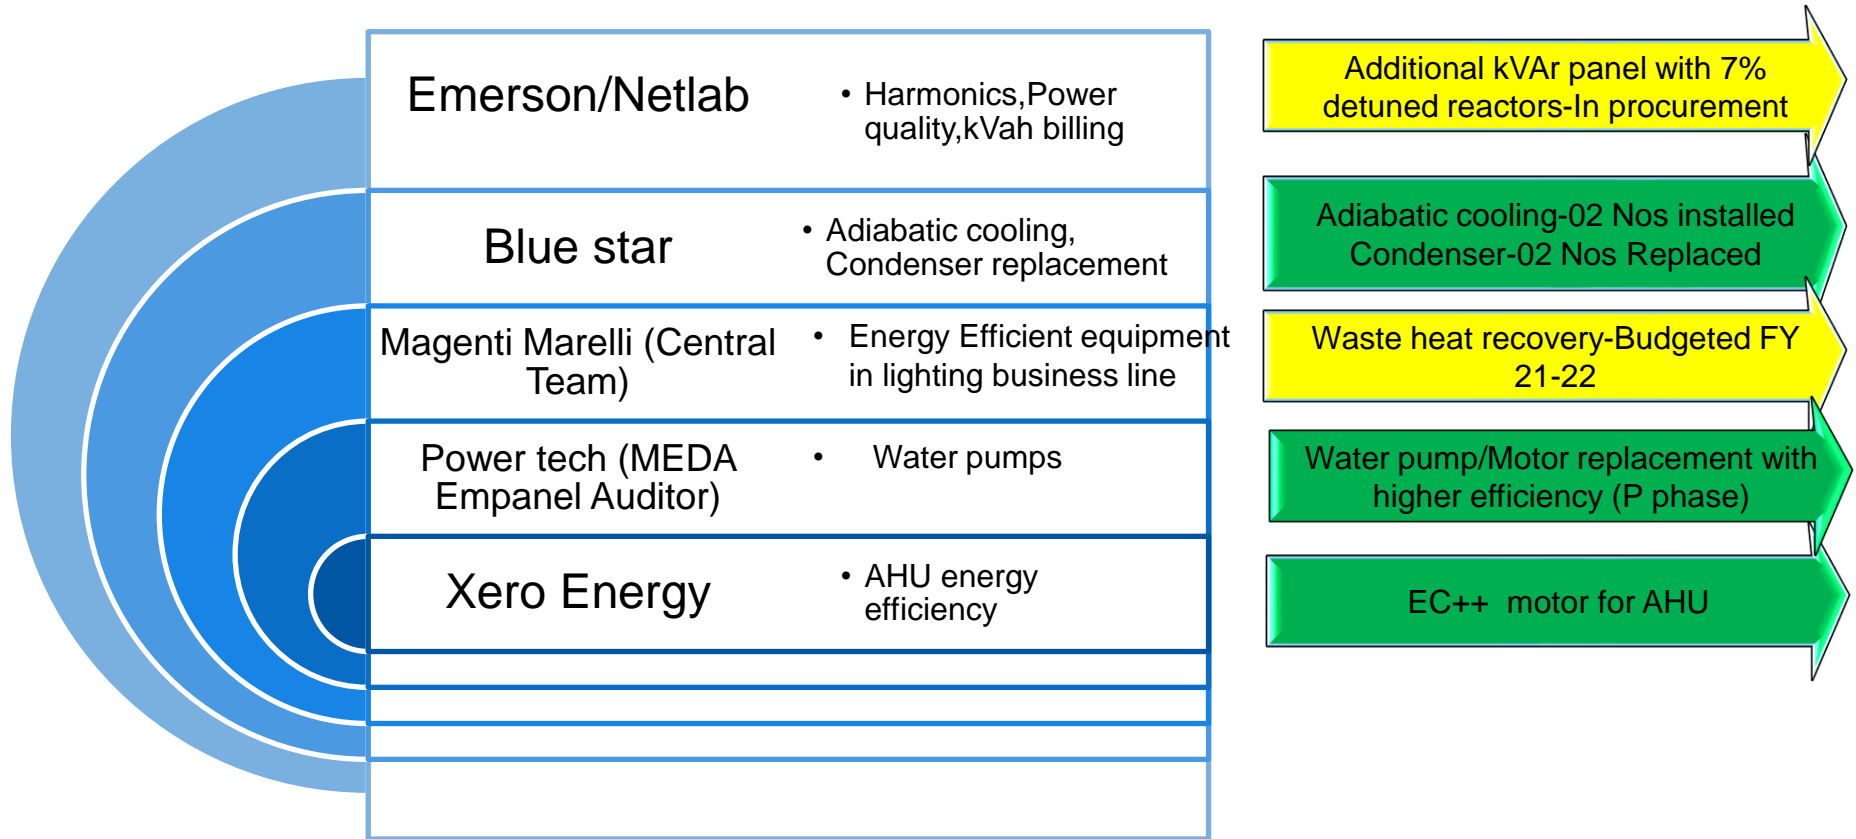 Emerson/Netlab
• Harmonics,Power
quality,kVah billing
Additional kVAr panel with 7%
detuned reactors-In procurement
Blue star
• Adiabatic cooling,
Condenser replacement
Adiabatic cooling-02 Nos installed
Condenser-02 Nos Replaced
Magenti Marelli (Central
Team)
• Energy Efficient equipment
in lighting business line
Waste heat recovery-Budgeted FY
21-22
Power tech (MEDA
Empanel Auditor)
• Water pumps
Water pump/Motor replacement with
higher efficiency (P phase)
Xero Energy
• AHU energy
efficiency
EC++ motor for AHU